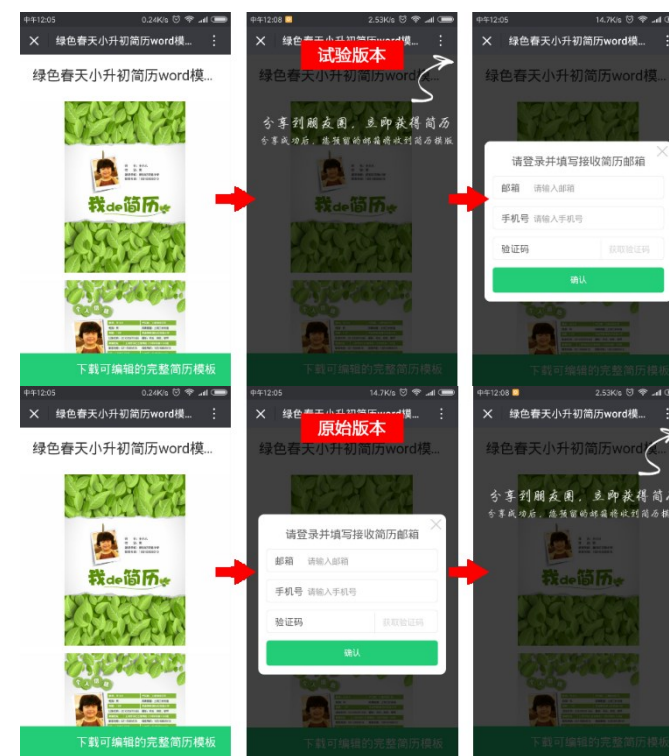 中午12:05 0.24K/s
绿色春天小升初简历word模...
绿色春天小升初简历word模...
我de简历
个人简历
下载可编辑的完整简历模板
中午12:08 2.53K/s
试验版本
绿色春天小升初简历word模...
分享到朋友圈，立即获得简历
分享成功后，您预留的邮箱将收到简历模版
我de简历
下载可编辑的完整简历模板
中午12:05 14.7K/s
绿色春天小升初简历word模...
绿色春天小升初简历word模...
请登录并填写接收简历邮箱
邮箱 请输入邮箱
手机号 请输入手机号
验证码 获取验证码
确认
下载可编辑的完整简历模板
中午12:05 0.24K/s
绿色春天小升初简历word模...
绿色春天小升初简历word模...
我de简历
个人简历
下载可编辑的完整简历模板
中午12:05 14.7K/s
原始版本
绿色春天小升初简历word模...
请登录并填写接收简历邮箱
邮箱 请输入邮箱
手机号 请输入手机号
验证码 获取验证码
确认
下载可编辑的完整简历模板
中午12:08 2.53K/s
绿色春天小升初简历word模...
绿色春天小升初简历word
分享到朋友圈，立即获得简
分享成功后，您预留的邮箱将收到简历模
我de简历
下载可编辑的完整简历模板